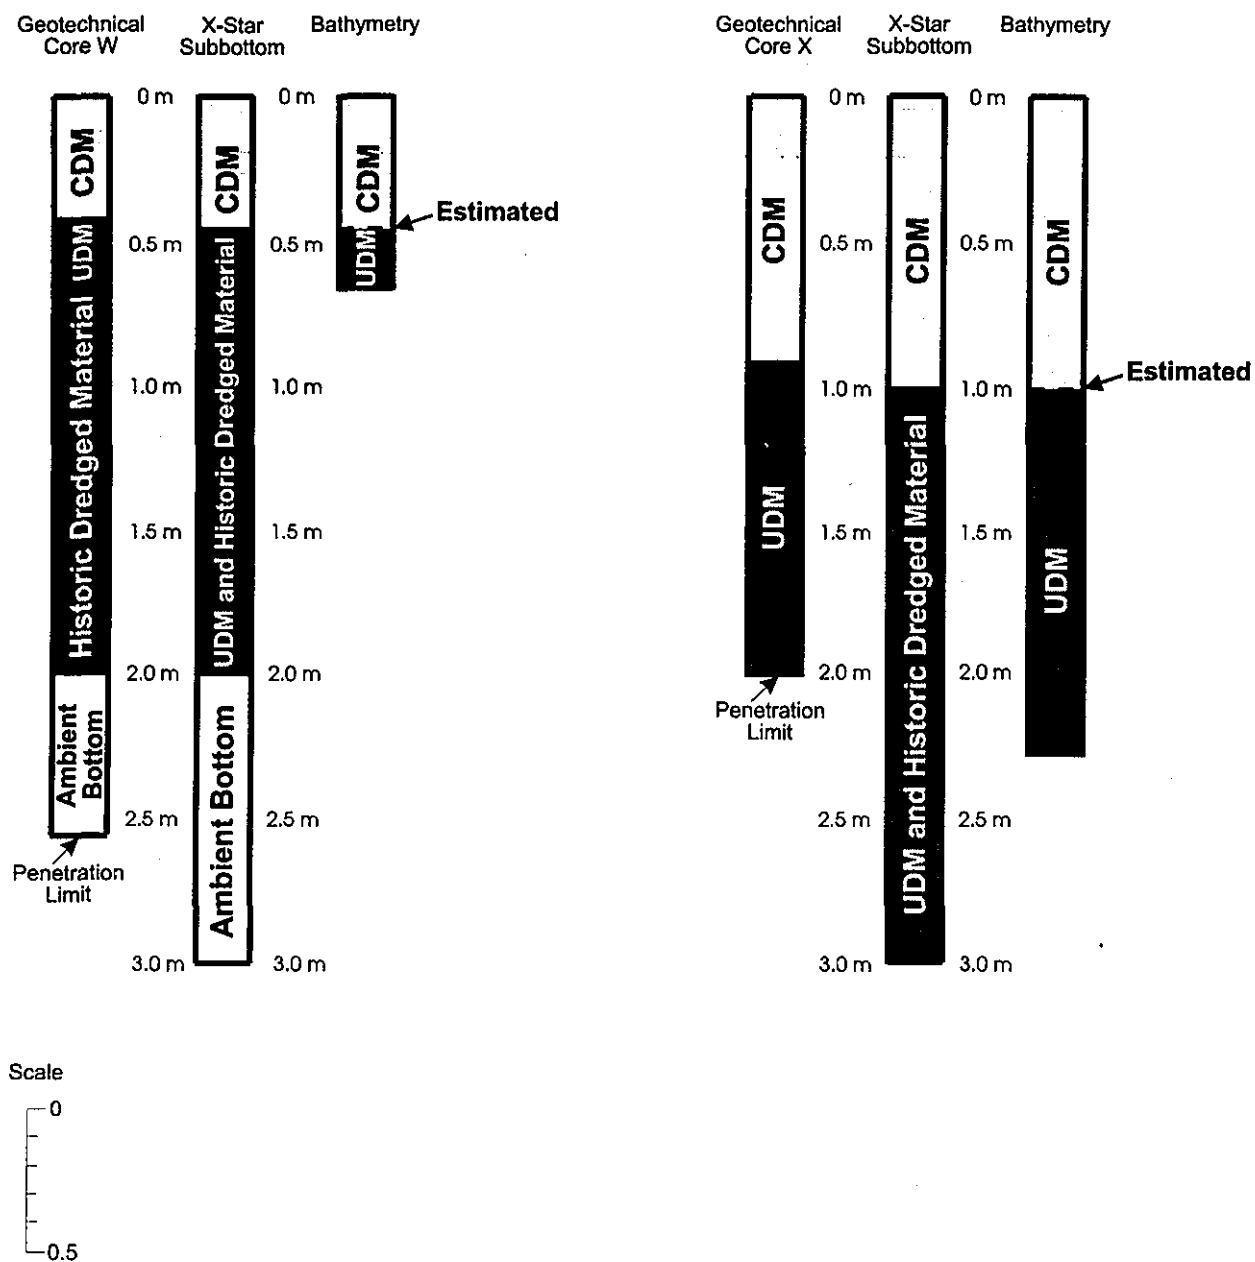 Geotechnical
Core W
X-Star
Subbottom
Bathymetry
0 m
0 m
CDM
CDM
CDM
Estimated
0.5 m
0.5 m
UDM
UDM
Historic Dredged Material
UDM and Historic Dredged Material
1.0 m
1.0 m
1.5 m
1.5 m
2.0 m
2.0 m
Ambient
Bottom
Ambient Bottom
2.5 m
2.5 m
Penetration
Limit
3.0 m
3.0 m
Geotechnical
Core X
X-Star
Subbottom
Bathymetry
0 m
0 m
CDM
CDM
CDM
0.5 m
0.5 m
Estimated
1.0 m
1.0 m
UDM
UDM and Historic Dredged Material
UDM
1.5 m
1.5 m
2.0 m
2.0 m
Penetration
Limit
2.5 m
2.5 m
3.0 m
3.0 m
Scale
0
0.5